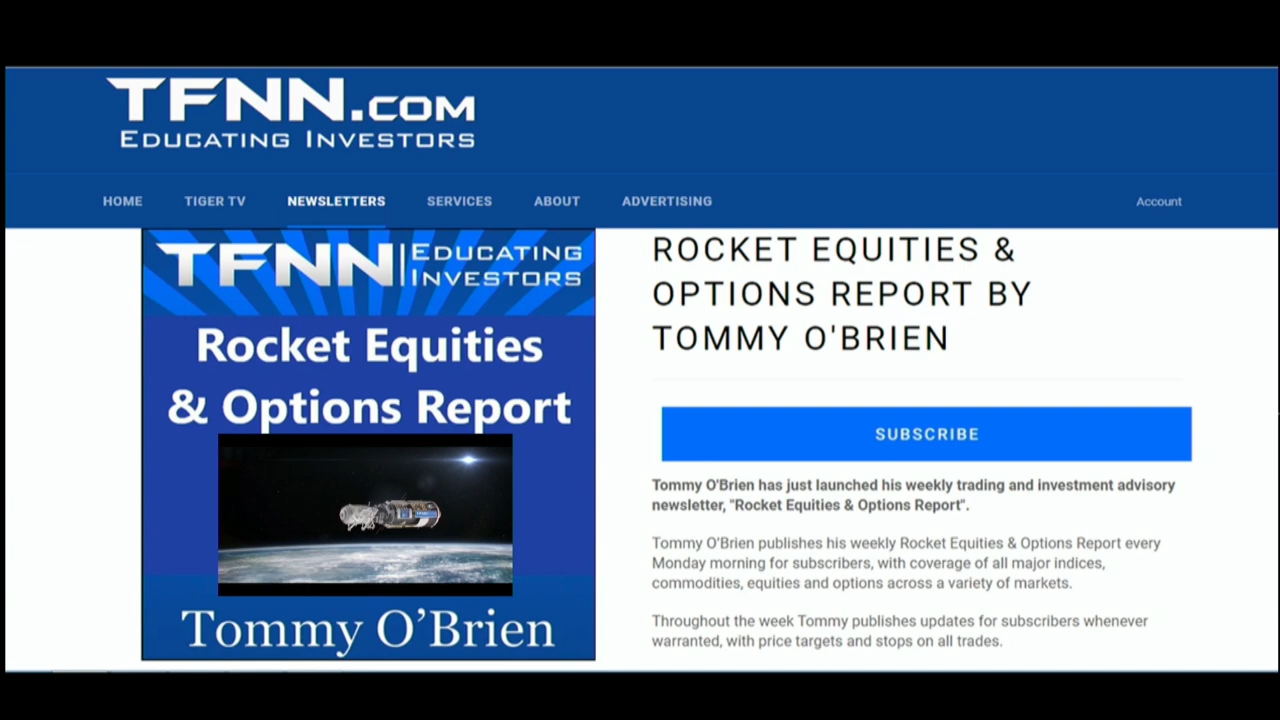 TFNN.COM
EDUCATING INVESTORS
HOME TIGER TV NEWSLETTERS SERVICES ABOUT ADVERTISING Account
TFNN | EDUCATING
INVESTORS
Rocket Equities
& Options Report
Tommy O’Brien
ROCKET EQUITIES &
OPTIONS REPORT BY
TOMMY O'BRIEN
SUBSCRIBE
Tommy O'Brien has just launched his weekly trading and investment advisory
newsletter, "Rocket Equities & Options Report".
Tommy O'Brien publishes his weekly Rocket Equities & Options Report every
Monday morning for subscribers, with coverage of all major indices,
commodities, equities and options across a variety of markets.
Throughout the week Tommy publishes updates for subscribers whenever
warranted, with price targets and stops on all trades.